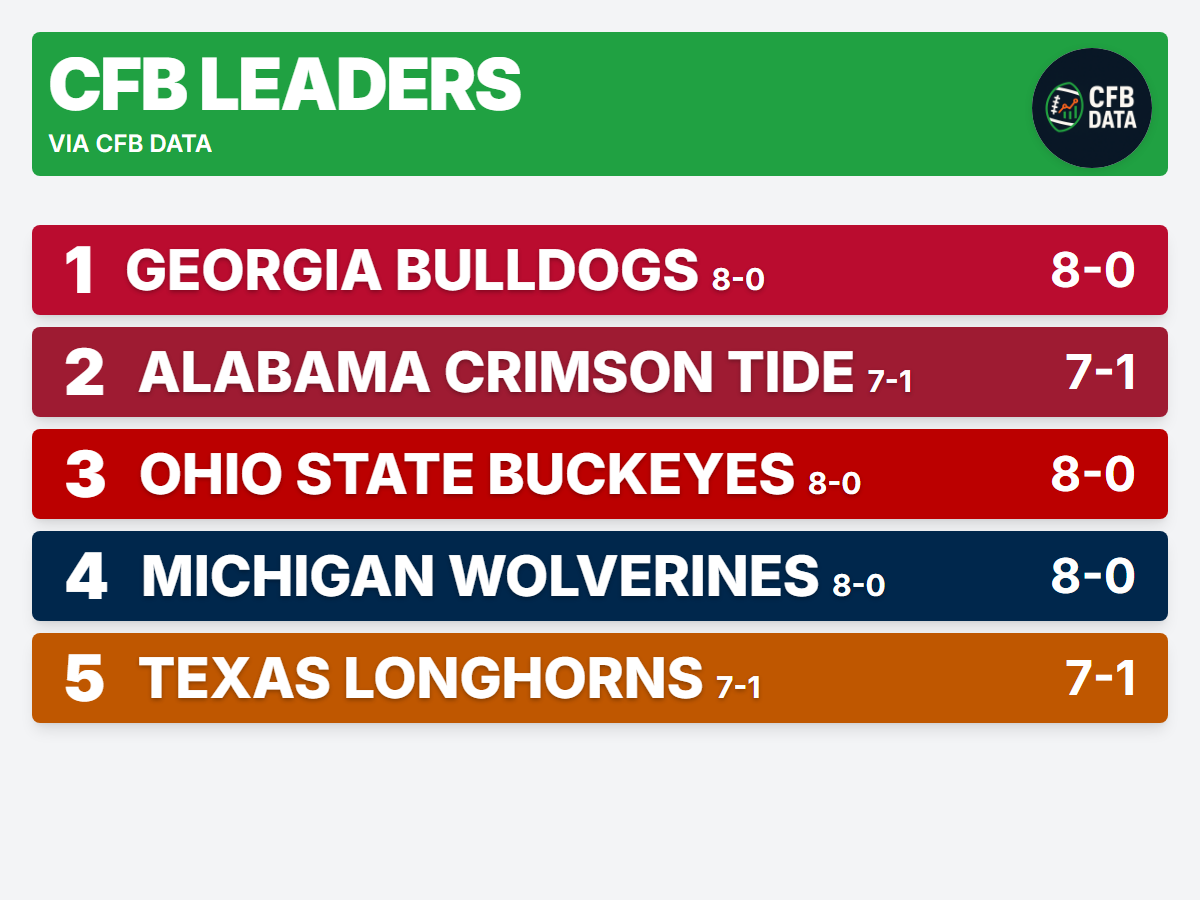 CFB LEADERS
VIA CFB DATA
CFB
DATA
1 GEORGIA BULLDOGS 8-0 8-0
2 ALABAMA CRIMSON TIDE 7-1 7-1
3 OHIO STATE BUCKEYES 8-0 8-0
4 MICHIGAN WOLVERINES 8-0 8-0
5 TEXAS LONGHORNS 7-1 7-1